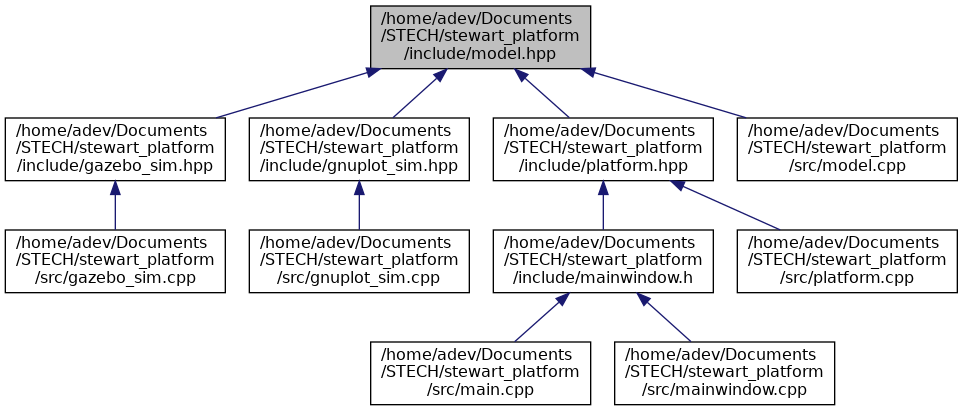 /home/adev/Documents
/STECH/stewart_platform
/include/model.hpp
/home/adev/Documents
/STECH/stewart_platform
/include/gazebo_sim.hpp
/home/adev/Documents
/STECH/stewart_platform
/include/gnuplot_sim.hpp
/home/adev/Documents
/STECH/stewart_platform
/include/platform.hpp
/home/adev/Documents
/STECH/stewart_platform
/src/model.cpp
/home/adev/Documents
/STECH/stewart_platform
/src/gazebo_sim.cpp
/home/adev/Documents
/STECH/stewart_platform
/src/gnuplot_sim.cpp
/home/adev/Documents
/STECH/stewart_platform
/include/mainwindow.h
/home/adev/Documents
/STECH/stewart_platform
/src/platform.cpp
/home/adev/Documents
/STECH/stewart_platform
/src/main.cpp
/home/adev/Documents
/STECH/stewart_platform
/src/mainwindow.cpp